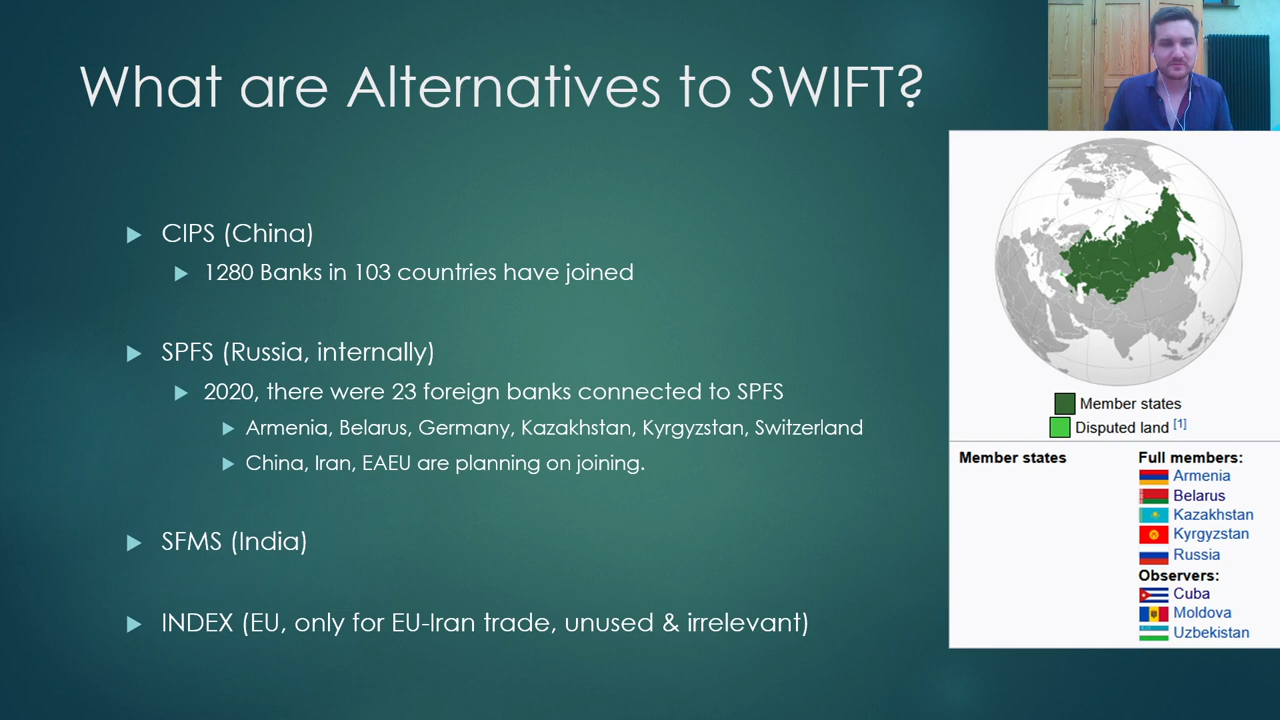 What are Alternatives to SWIFT?
CIPS (China)
1280 Banks in 103 countries have joined
SPFS (Russia, internally)
2020, there were 23 foreign banks connected to SPFS
Armenia, Belarus, Germany, Kazakhstan, Kyrgyzstan, Switzerland
China, Iran, EAEU are planning on joining.
SFMS (India)
INDEX (EU, only for EU-Iran trade, unused & irrelevant)
Member states
Disputed land [1]
Member states
Full members:
Armenia
Belarus
Kazakhstan
Kyrgyzstan
Russia
Observers:
Cuba
Moldova
Uzbekistan